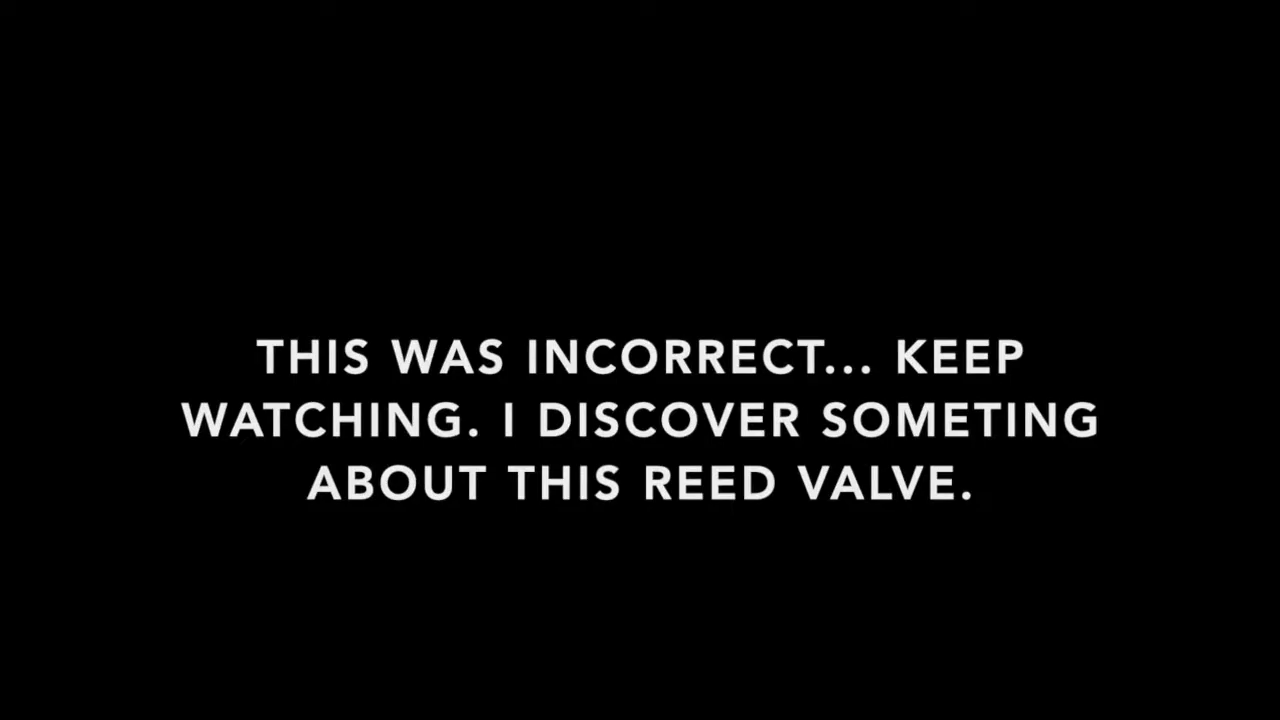 THIS WAS INCORRECT... KEEP
WATCHING. I DISCOVER SOMETING
ABOUT THIS REED VALVE.